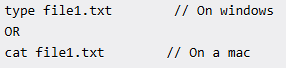 type file1.txt        // On windows
OR
cat file1.txt        // On a mac